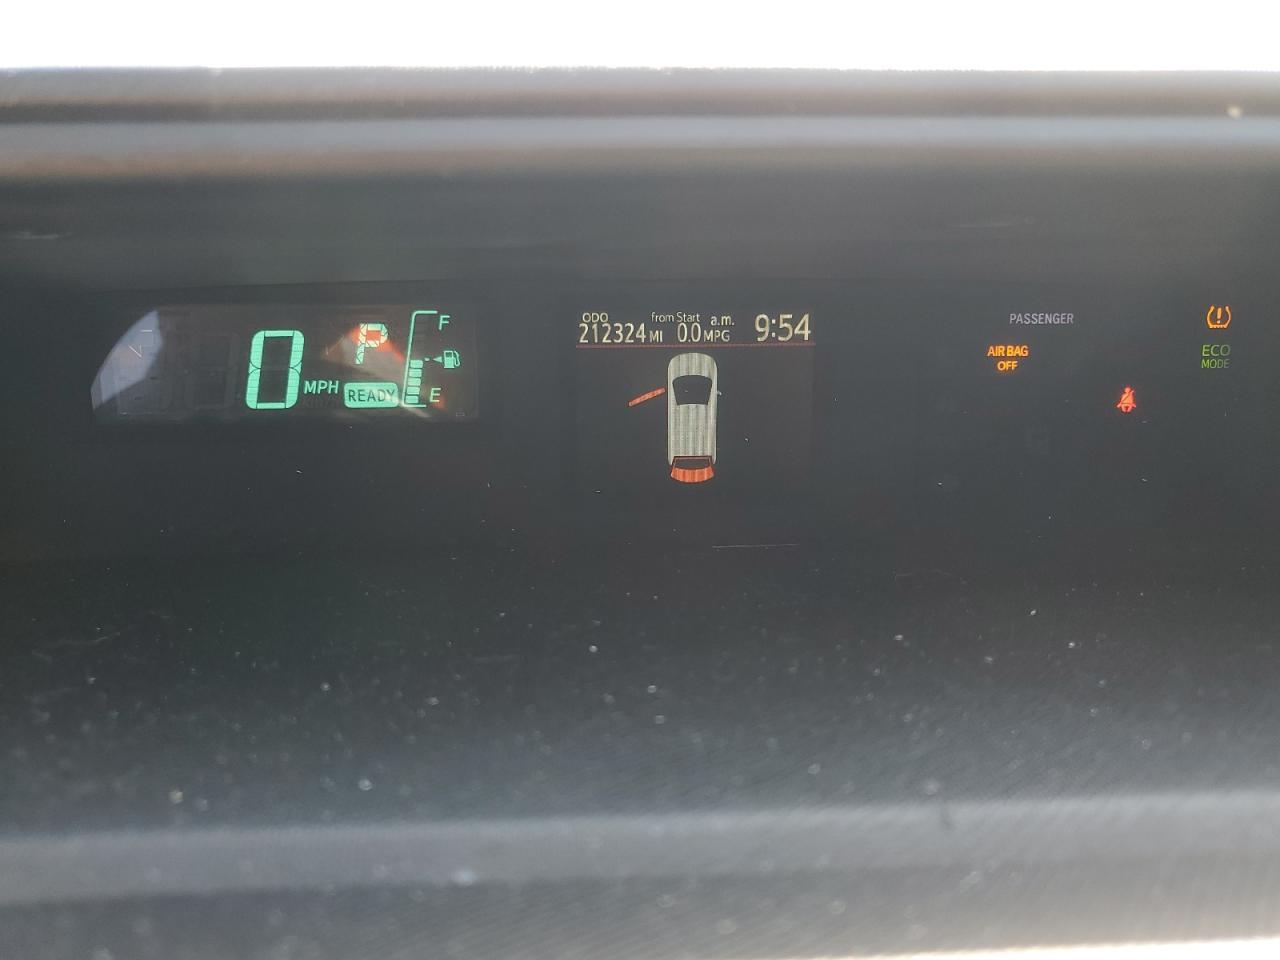 0 MPH
P
READY
F
E
ODO
212324 MI
from Start
0.0 MPG
a.m.
9:54
PASSENGER
AIR BAG
OFF
ECO
MODE